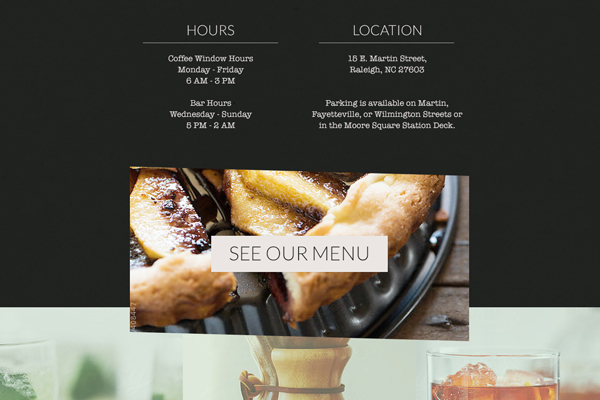 HOURS
Coffee Window Hours
Monday - Friday
6 AM - 3 PM
Bar Hours
Wednesday - Sunday
5 PM - 2 AM
LOCATION
15 E. Martin Street,
Raleigh, NC 27603
Parking is available on Martin,
Fayetteville, or Wilmington Streets or
in the Moore Square Station Deck.
SEE OUR MENU